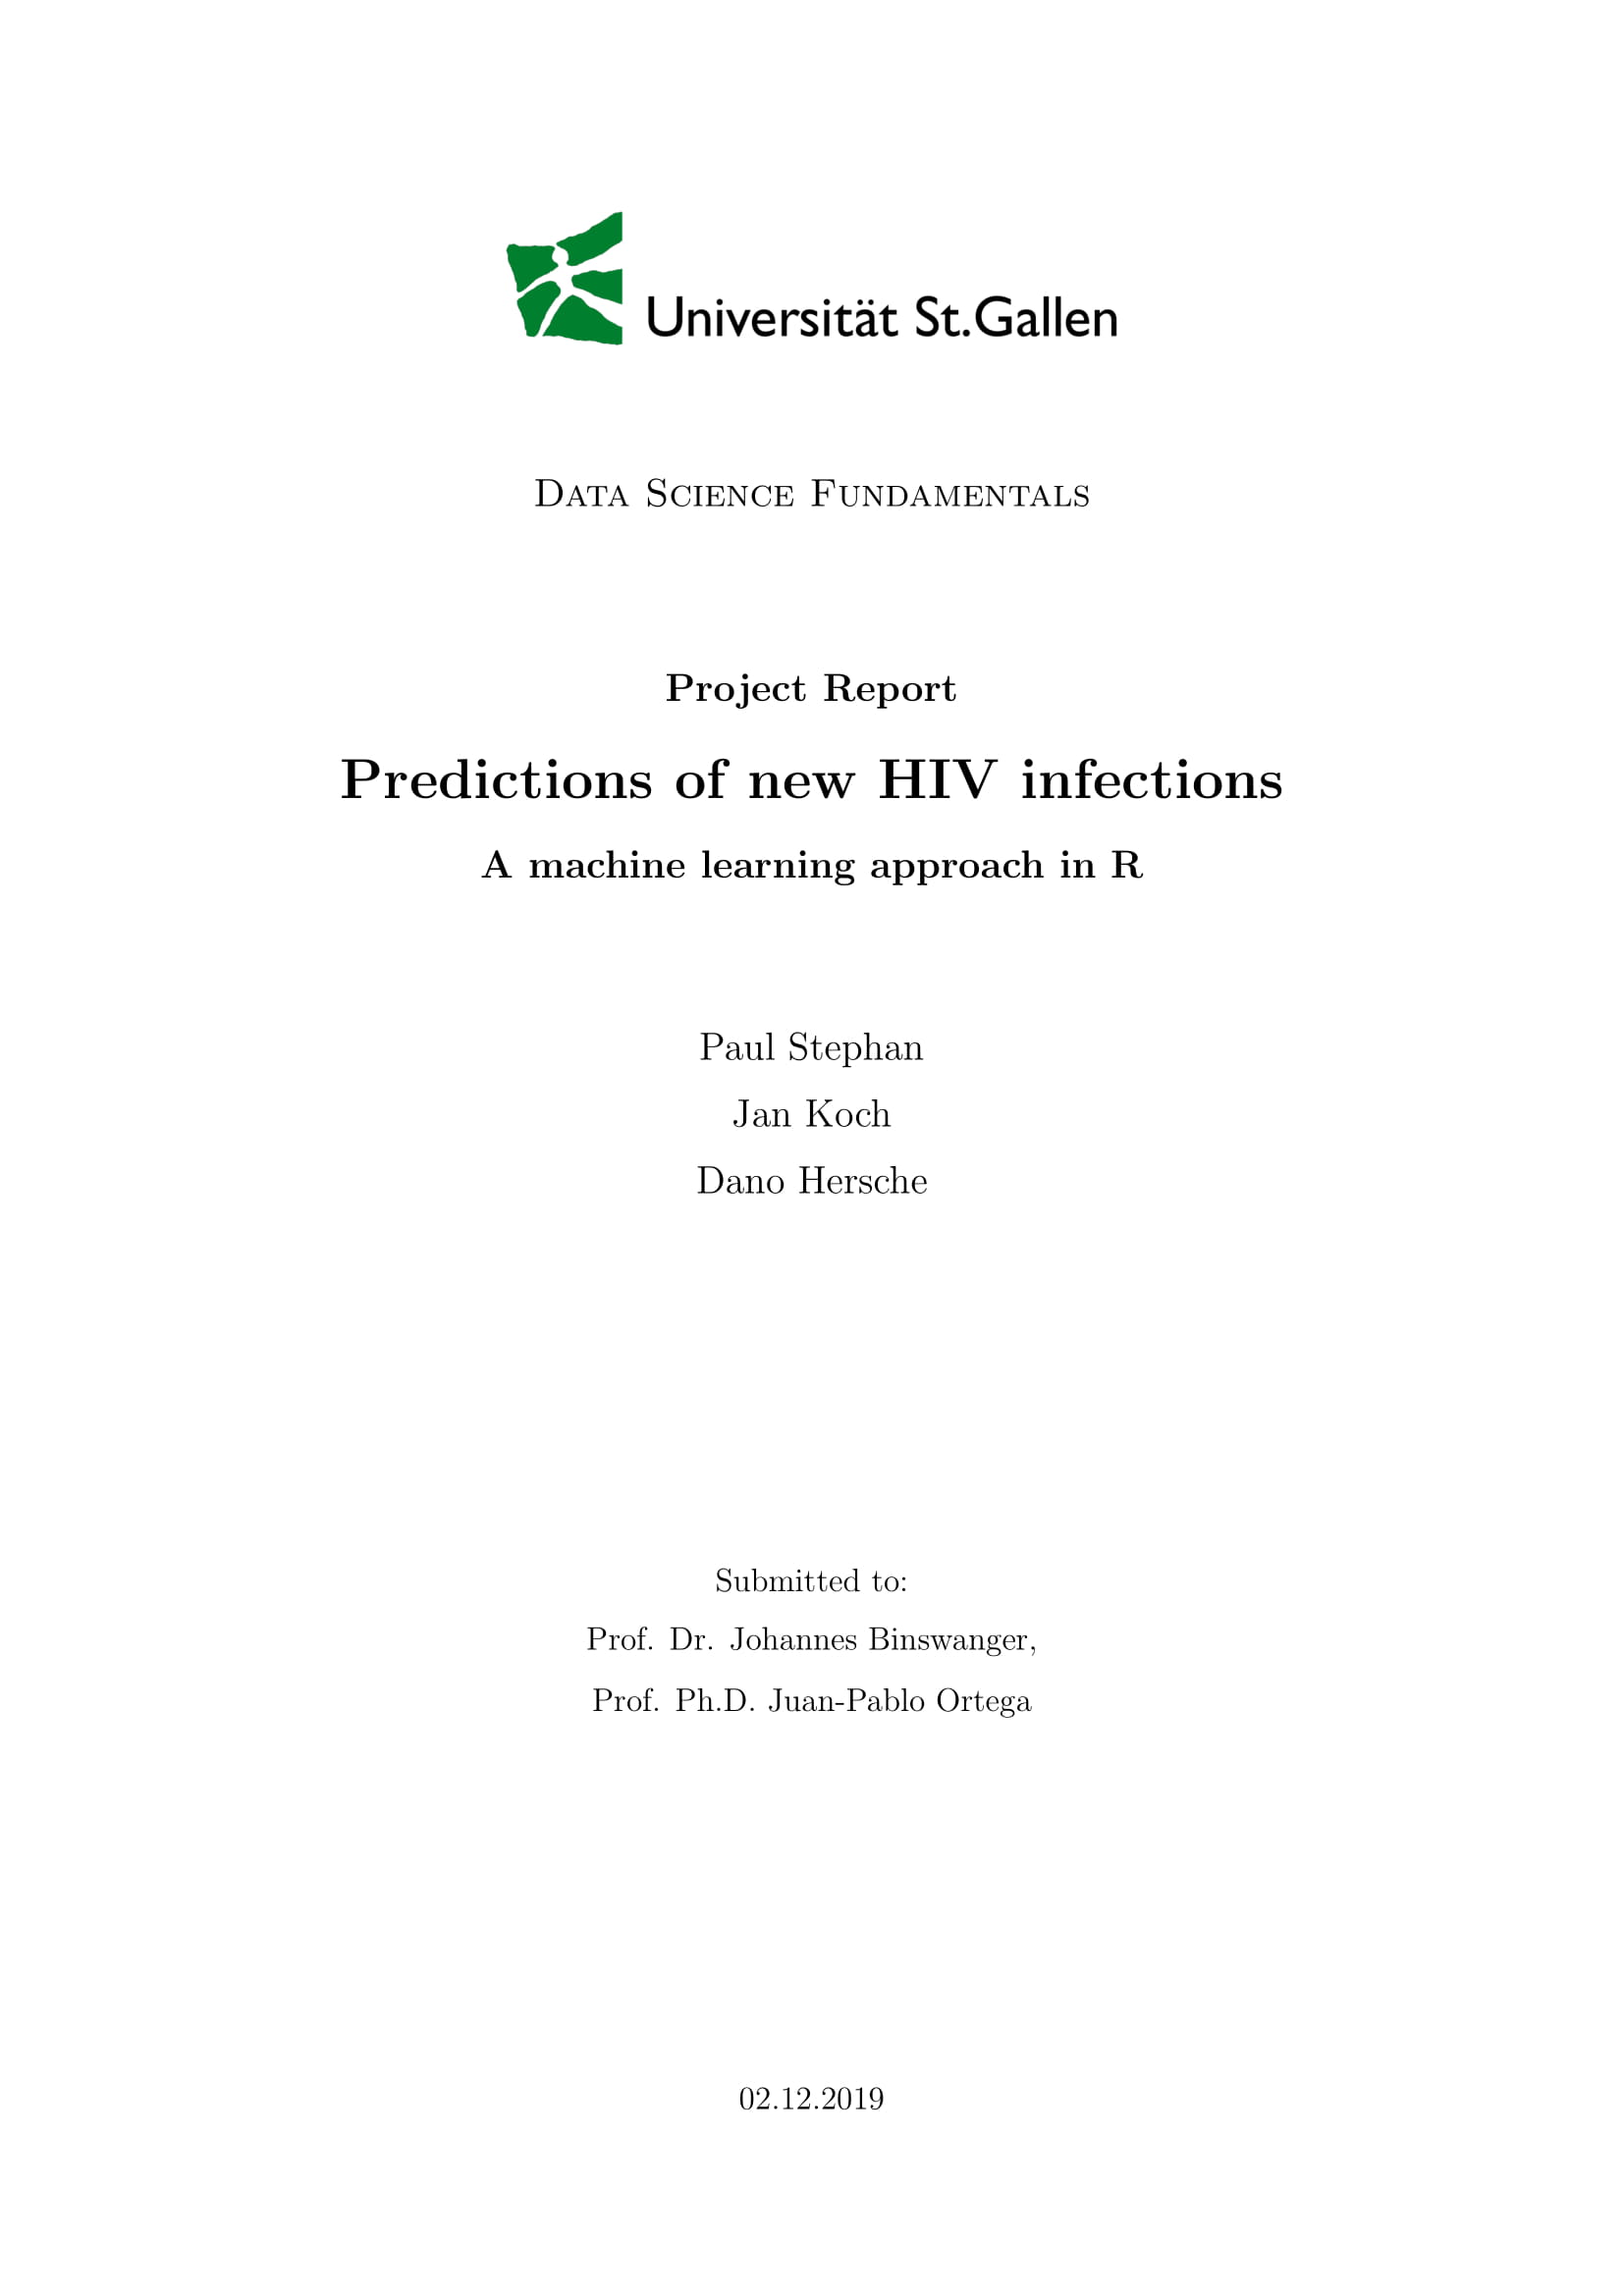 Universität St.Gallen
Data Science Fundamentals
Project Report
Predictions of new HIV infections
A machine learning approach in R
Paul Stephan
Jan Koch
Dano Hersche
Submitted to:
Prof. Dr. Johannes Binswanger,
Prof. Ph.D. Juan-Pablo Ortega
02.12.2019